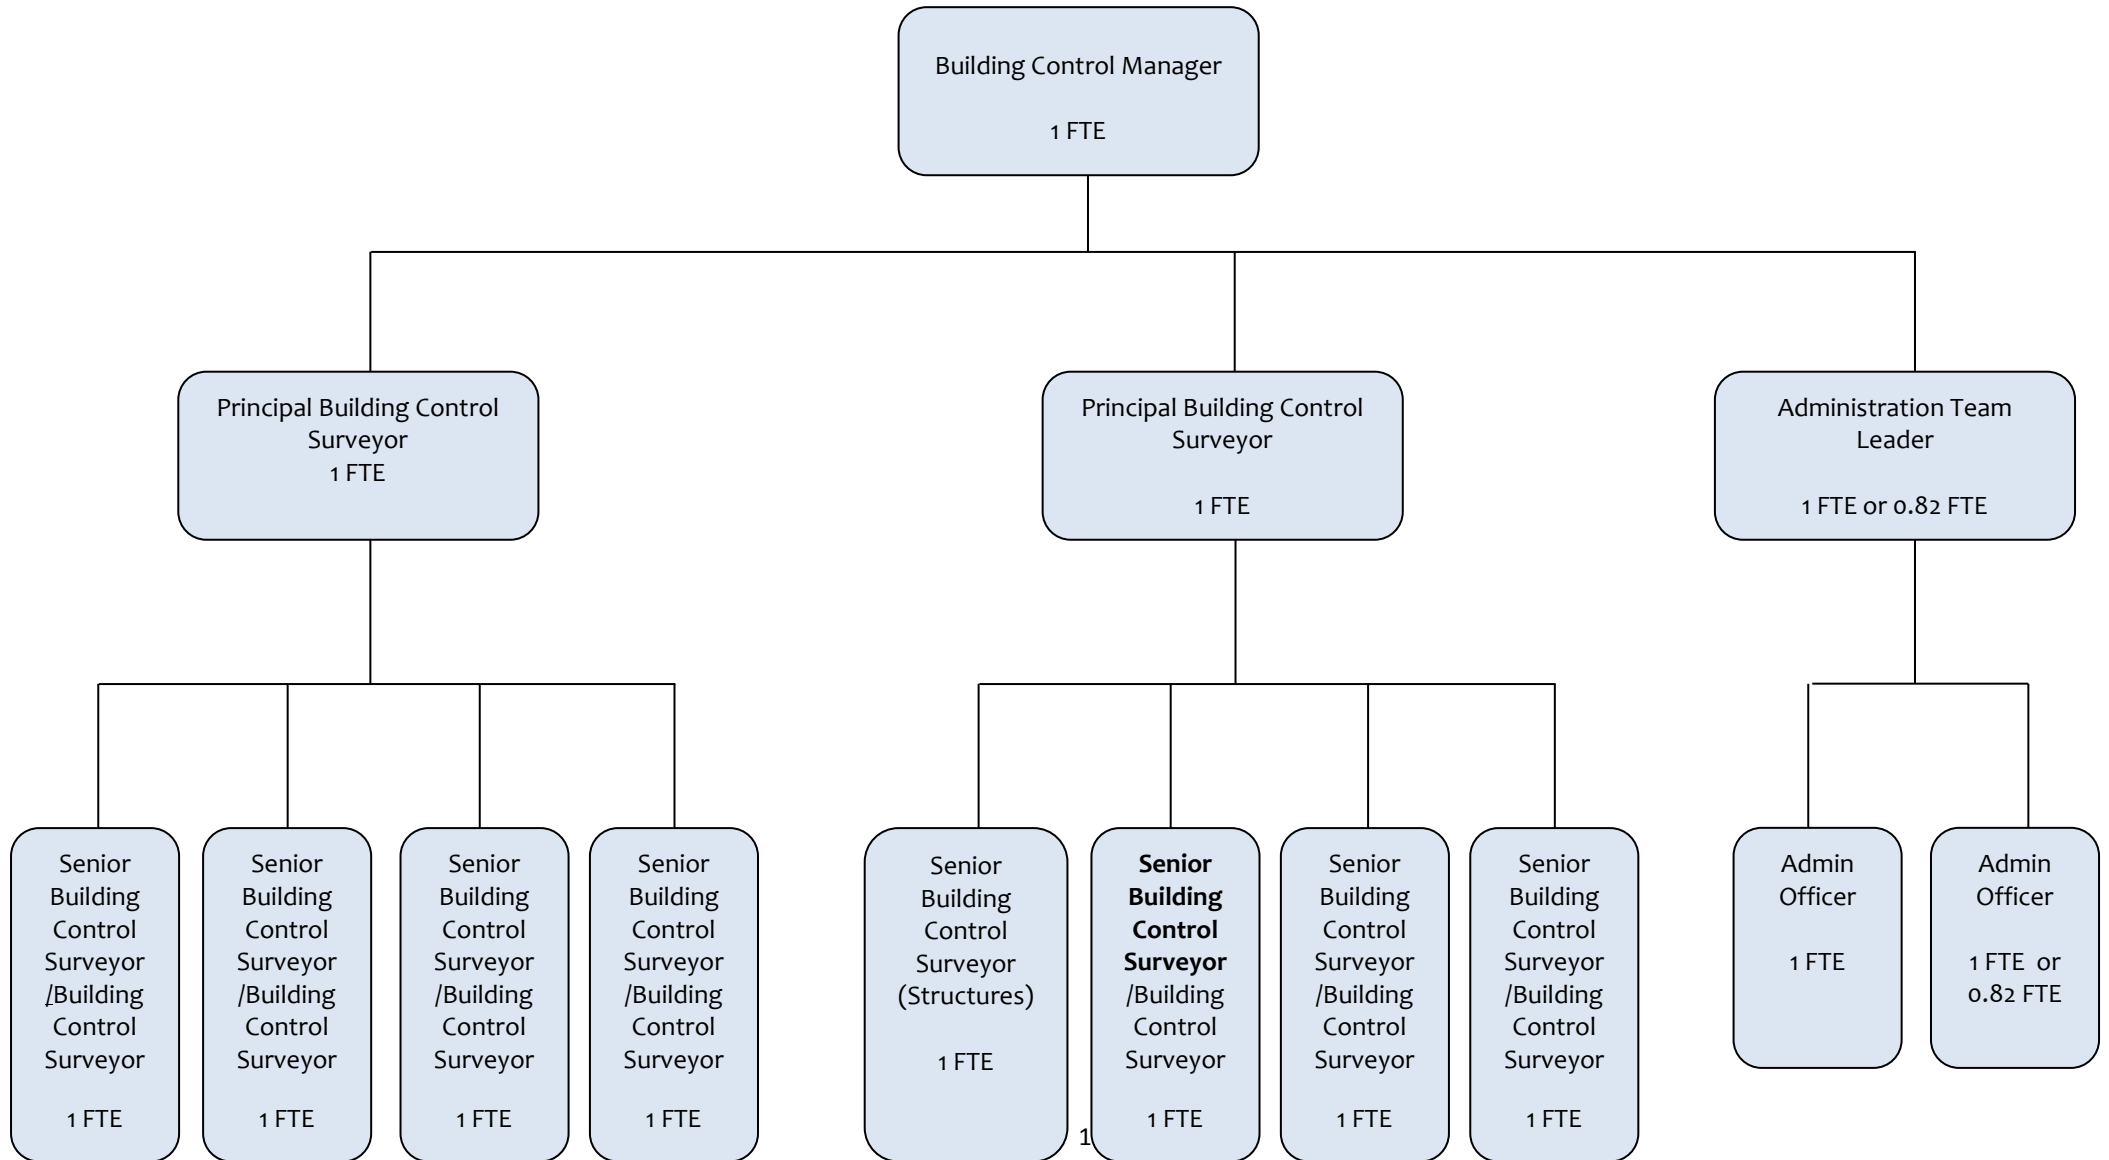 Building Control Manager
1 FTE
Principal Building Control
Surveyor
1 FTE
Principal Building Control
Surveyor
1 FTE
Administration Team
Leader
1 FTE or 0.82 FTE
Senior
Building
Control
Surveyor
/Building
Control
Surveyor
1 FTE
Senior
Building
Control
Surveyor
/Building
Control
Surveyor
1 FTE
Senior
Building
Control
Surveyor
/Building
Control
Surveyor
1 FTE
Senior
Building
Control
Surveyor
/Building
Control
Surveyor
1 FTE
Senior
Building
Control
Surveyor
(Structures)
1 FTE
Senior
Building
Control
Surveyor
/Building
Control
Surveyor
1 FTE
Senior
Building
Control
Surveyor
/Building
Control
Surveyor
1 FTE
Senior
Building
Control
Surveyor
/Building
Control
Surveyor
1 FTE
Admin
Officer
1 FTE
Admin
Officer
1 FTE or
0.82 FTE
1